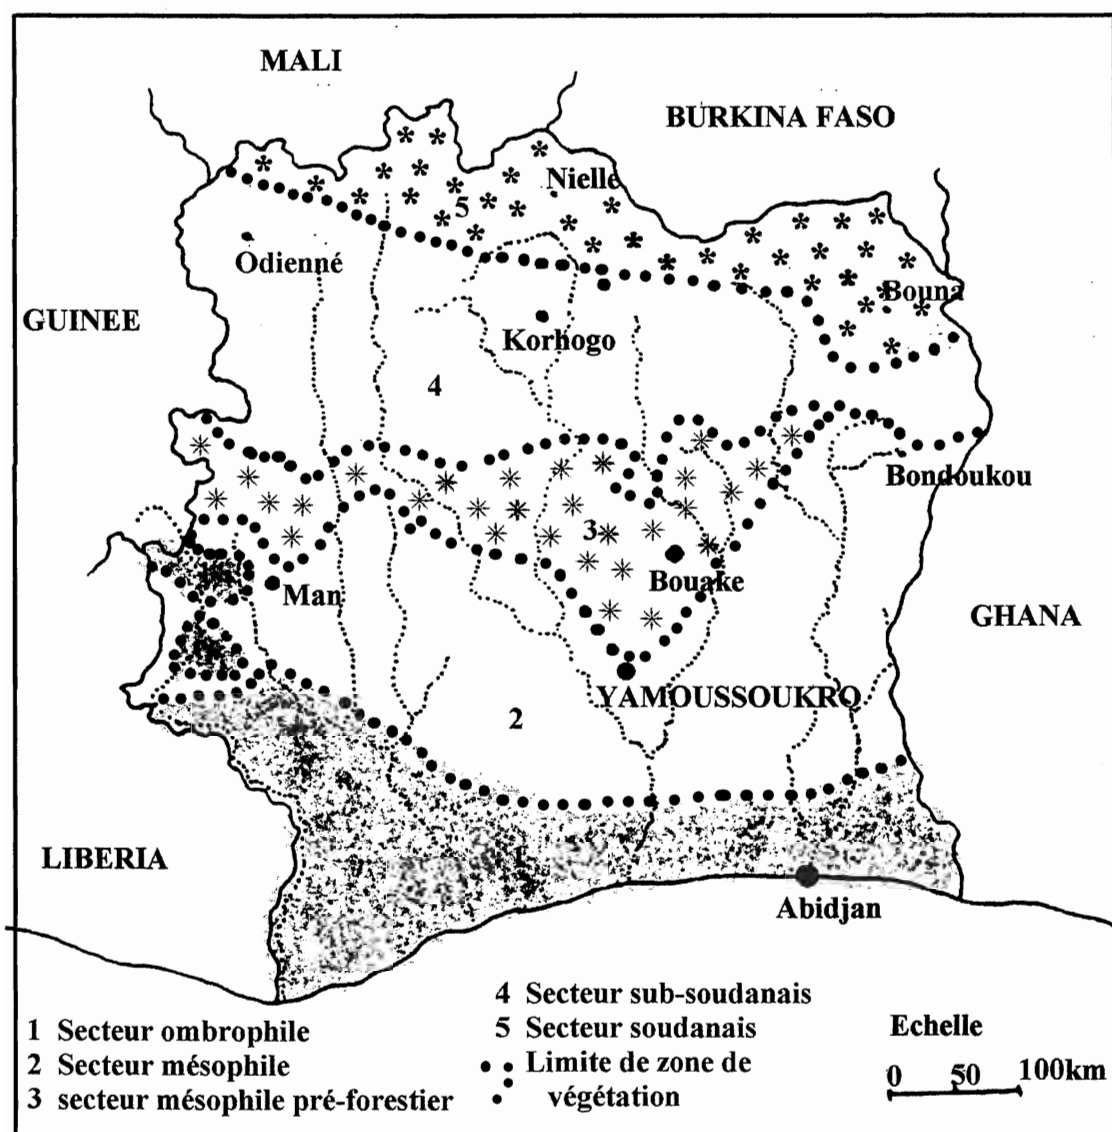 MALI
BURKINA FASO
Nielle
5
Odienné
Bouna
GUINEE
Korhogo
4
Bondoukou
3
Bouake
Man
GHANA
YAMOUSSOUKRO
2
LIBERIA
1
Abidjan
4 Secteur sub-soudanais
1 Secteur ombrophile
5 Secteur soudanais
Echelle
2 Secteur mésophile
Limite de zone de
végétation
0 50 100km
3 secteur mésophile pré-forestier